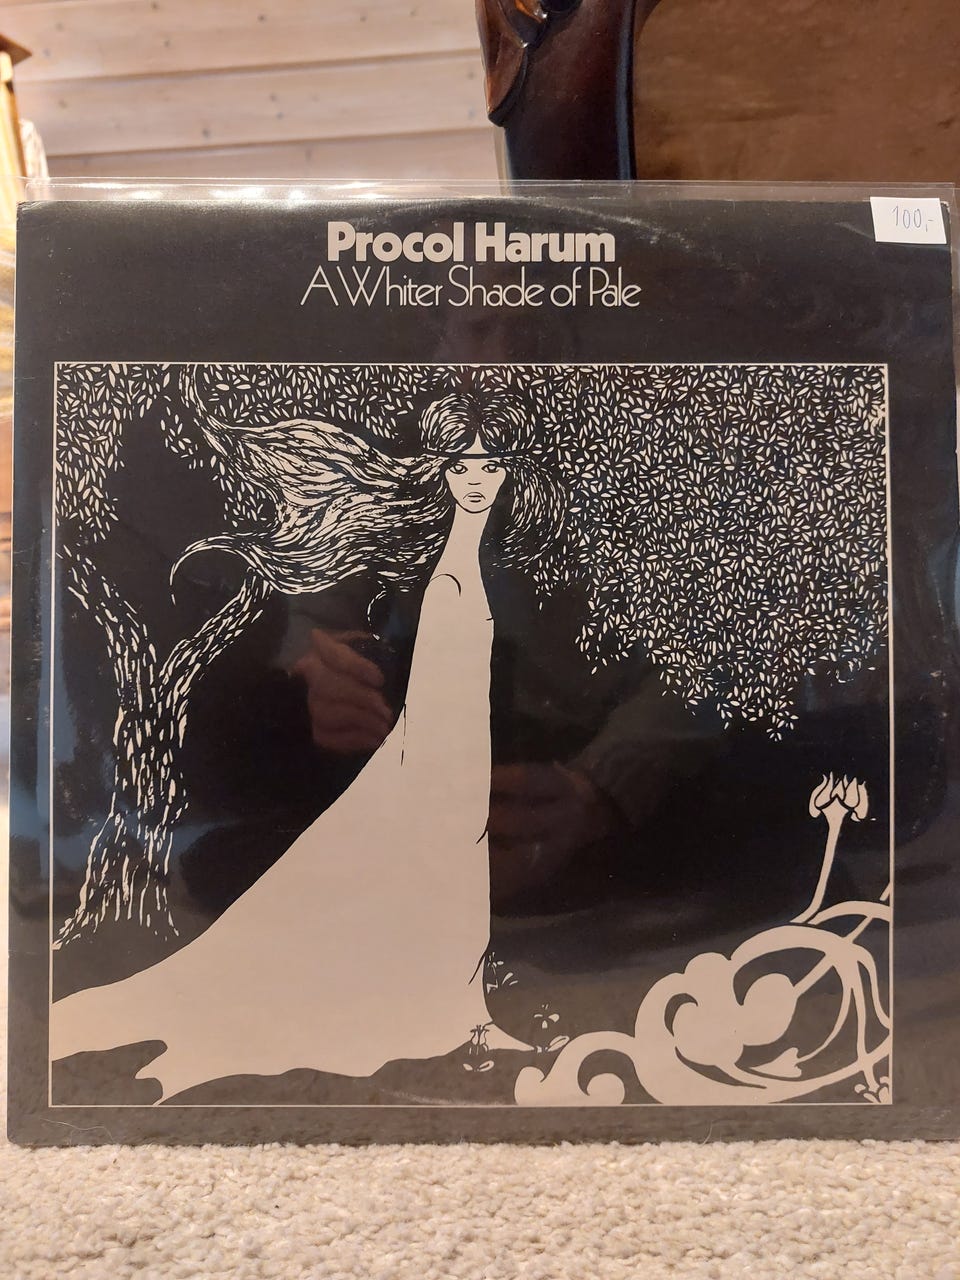 100,-
Procol Harum
A Whiter Shade of Pale